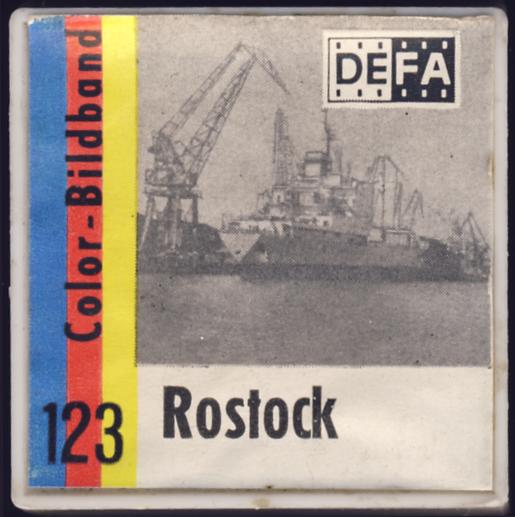 DEFA
Color-Bildband
123
Rostock